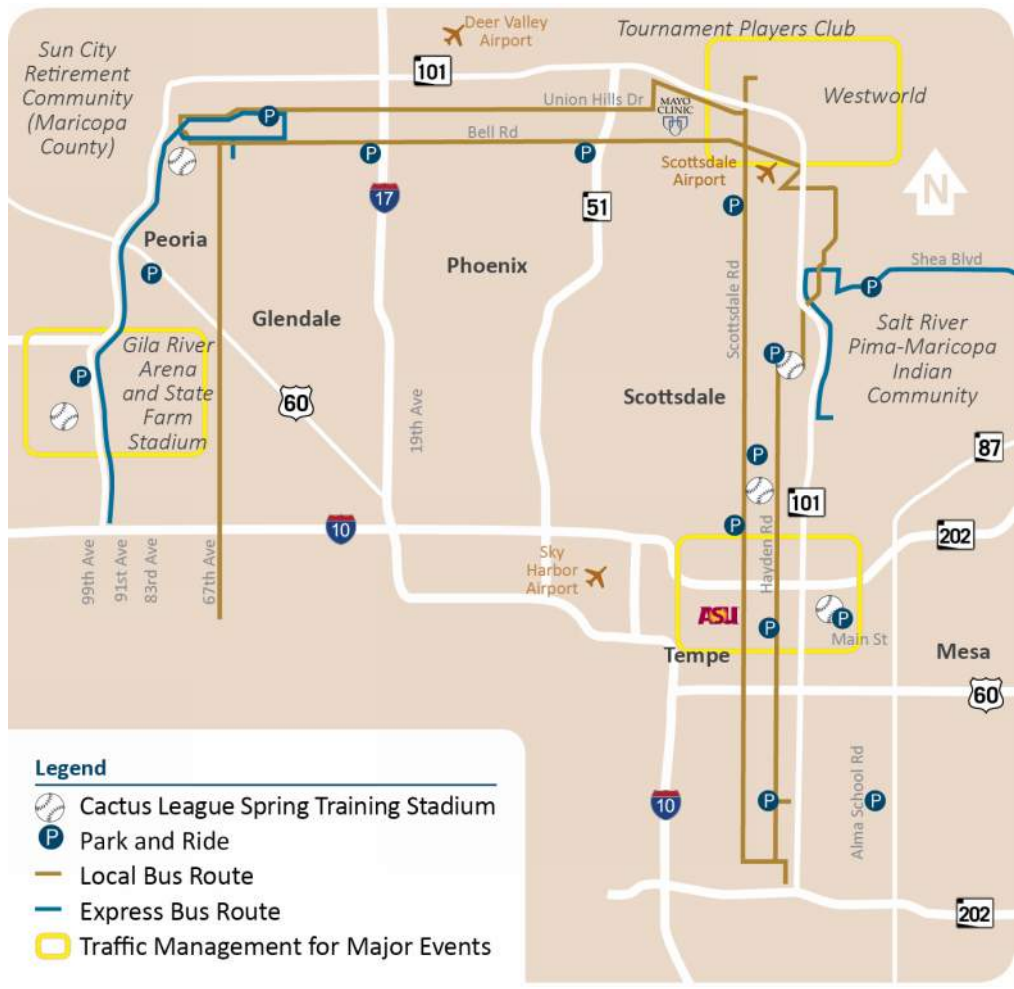 Deer Valley
Airport
Tournament Players Club
Sun City
Retirement
Community
(Maricopa
County)
101
Westworld
Union Hills Dr
MAYO
CLINIC
Bell Rd
P
P
P
Scottsdale
Airport
N
17
51
P
Peoria
Phoenix
Shea Blvd
P
P
Scottsdale Rd
Glendale
Salt River
Pima-Maricopa
Indian
Community
Gila River
Arena
and State
Farm
Stadium
P
P
60
Scottsdale
19th Ave
87
P
101
10
P
202
Hayden Rd
99th Ave
91st Ave
83rd Ave
67th Ave
Sky
Harbor
Airport
ASU
P
P
Main St
Tempe
Mesa
60
Legend
Cactus League Spring Training Stadium
P Park and Ride
Local Bus Route
Express Bus Route
Traffic Management for Major Events
10
P
Alma School Rd
P
202